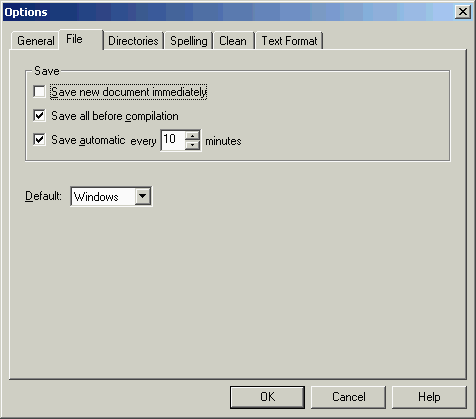 Options
General File Directories Spelling Clean Text Format
Save
Save new document immediately
Save all before compilation
Save automatic every 10 minutes
Default: Windows
OK Cancel Help